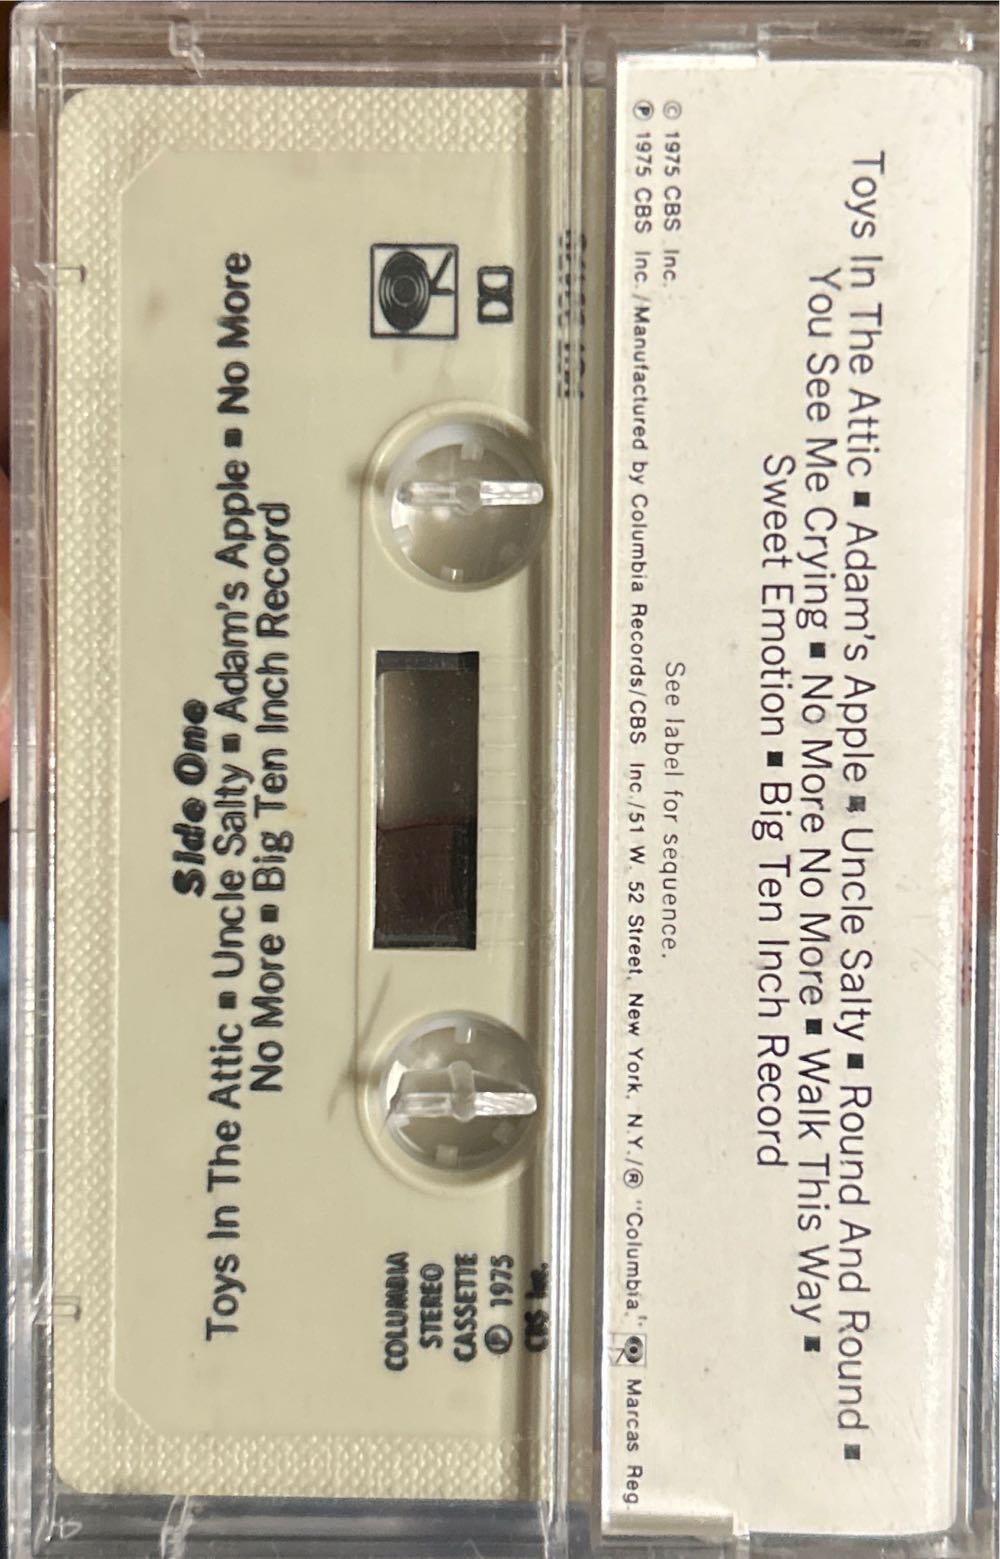 Toys In The Attic ■ Adam's Apple ■ Uncle Salty ■ Round And Round ■
You See Me Crying ■ No More No More ■ Walk This Way ■
Sweet Emotion ■ Big Ten Inch Record
See label for sequence.
© 1975 CBS Inc.
℗ 1975 CBS Inc./Manufactured by Columbia Records/CBS Inc./51 W. 52 Street, New York, N.Y./® "Columbia," Marcas Reg.
COLUMBIA
STEREO
CASSETTE
℗ 1975
Side One
Toys In The Attic ■ Uncle Salty ■ Adam's Apple ■ No More
No More ■ Big Ten Inch Record